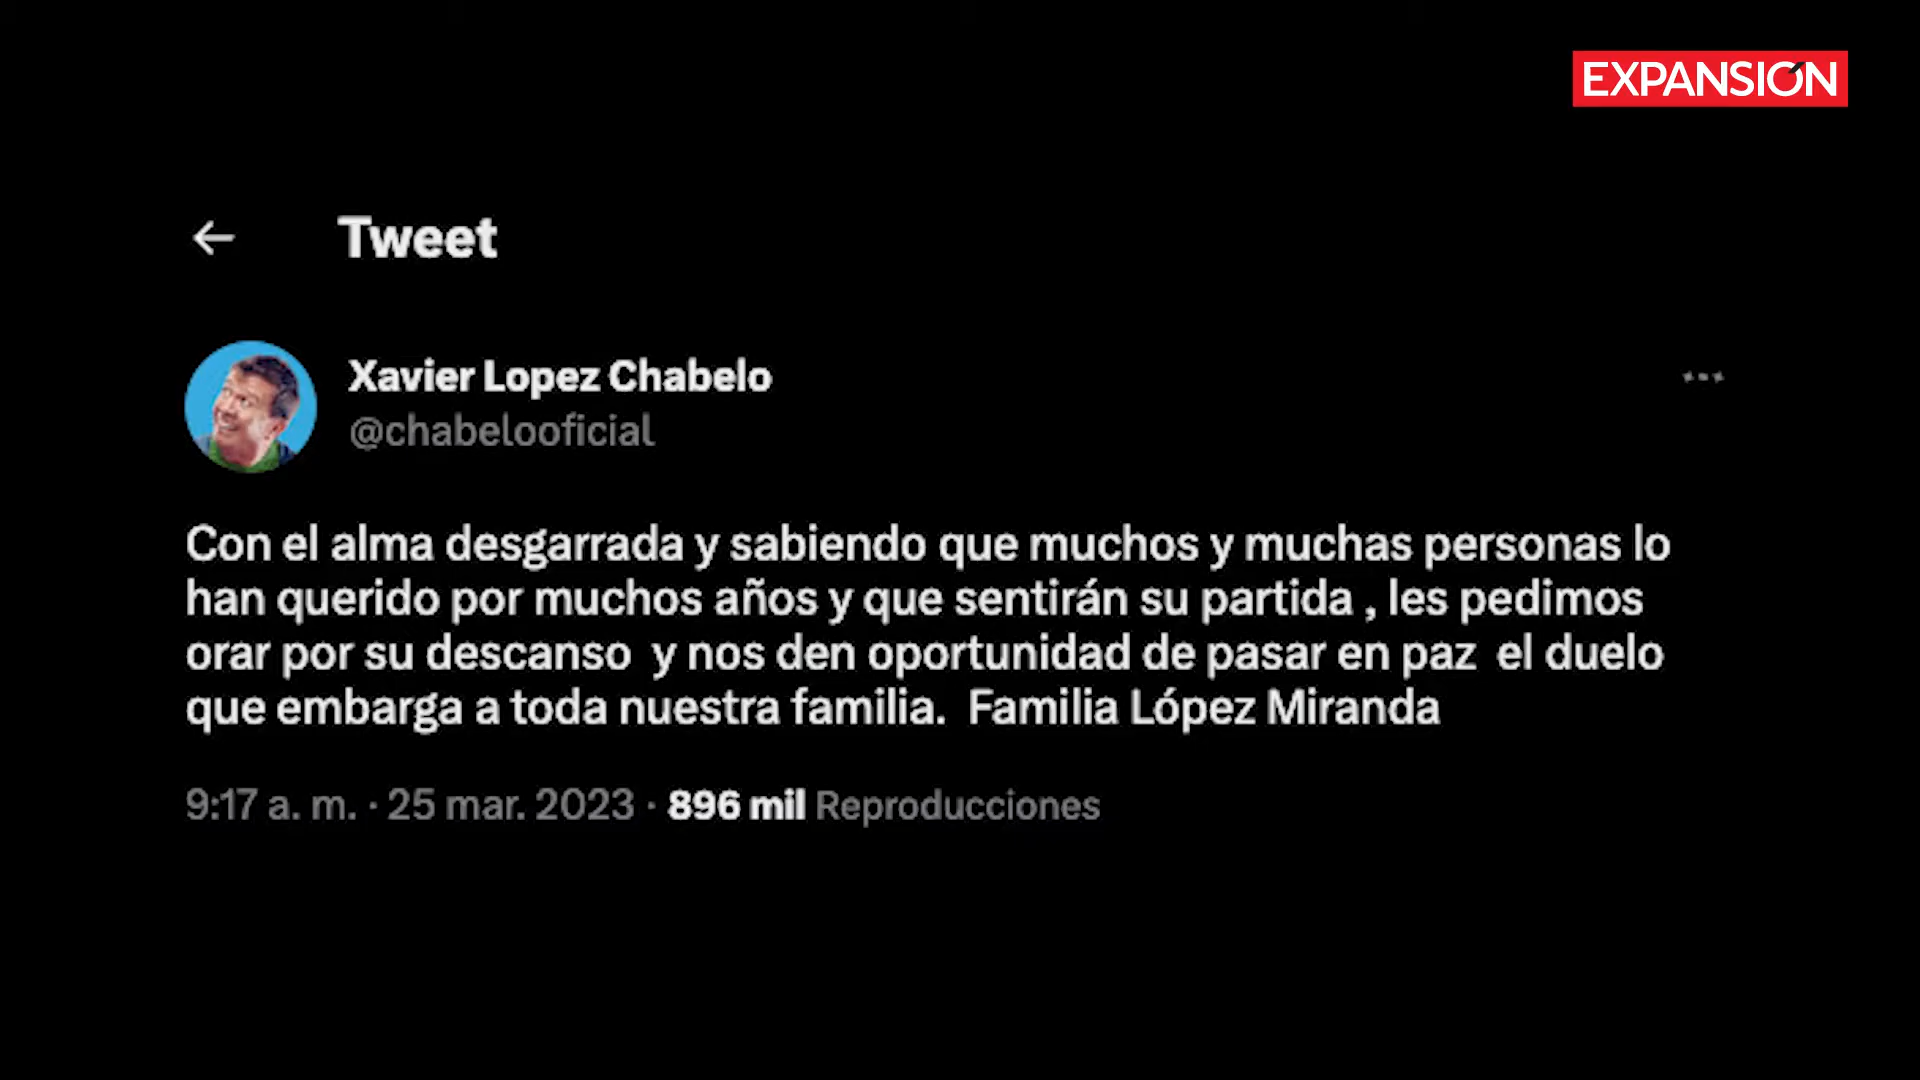 EXPANSIÓN
Tweet
Xavier Lopez Chabelo
@chabelooficial
Con el alma desgarrada y sabiendo que muchos y muchas personas lo
han querido por muchos años y que sentirán su partida , les pedimos
orar por su descanso  y nos den oportunidad de pasar en paz  el duelo
que embarga a toda nuestra familia.  Familia López Miranda
9:17 a. m. · 25 mar. 2023 · 896 mil Reproducciones